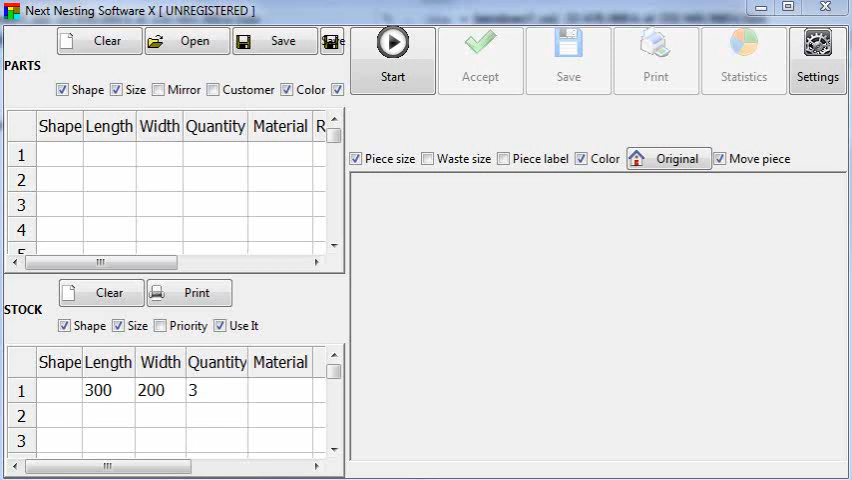 Next Nesting Software X [ UNREGISTERED ]
Clear Open Save
PARTS
Shape Size Mirror Customer Color
Shape Length Width Quantity Material R
1
2
3
4
Clear Print
STOCK
Shape Size Priority Use It
Shape Length Width Quantity Material
1 300 200 3
2
3
Start Accept Save Print Statistics Settings
Piece size Waste size Piece label Color Original Move piece